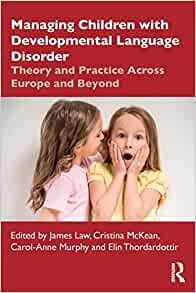 Managing Children with
Developmental Language
Disorder
Theory and Practice Across
Europe and Beyond
Edited by James Law, Cristina McKean,
Carol-Anne Murphy and Elin Thordardottir
R